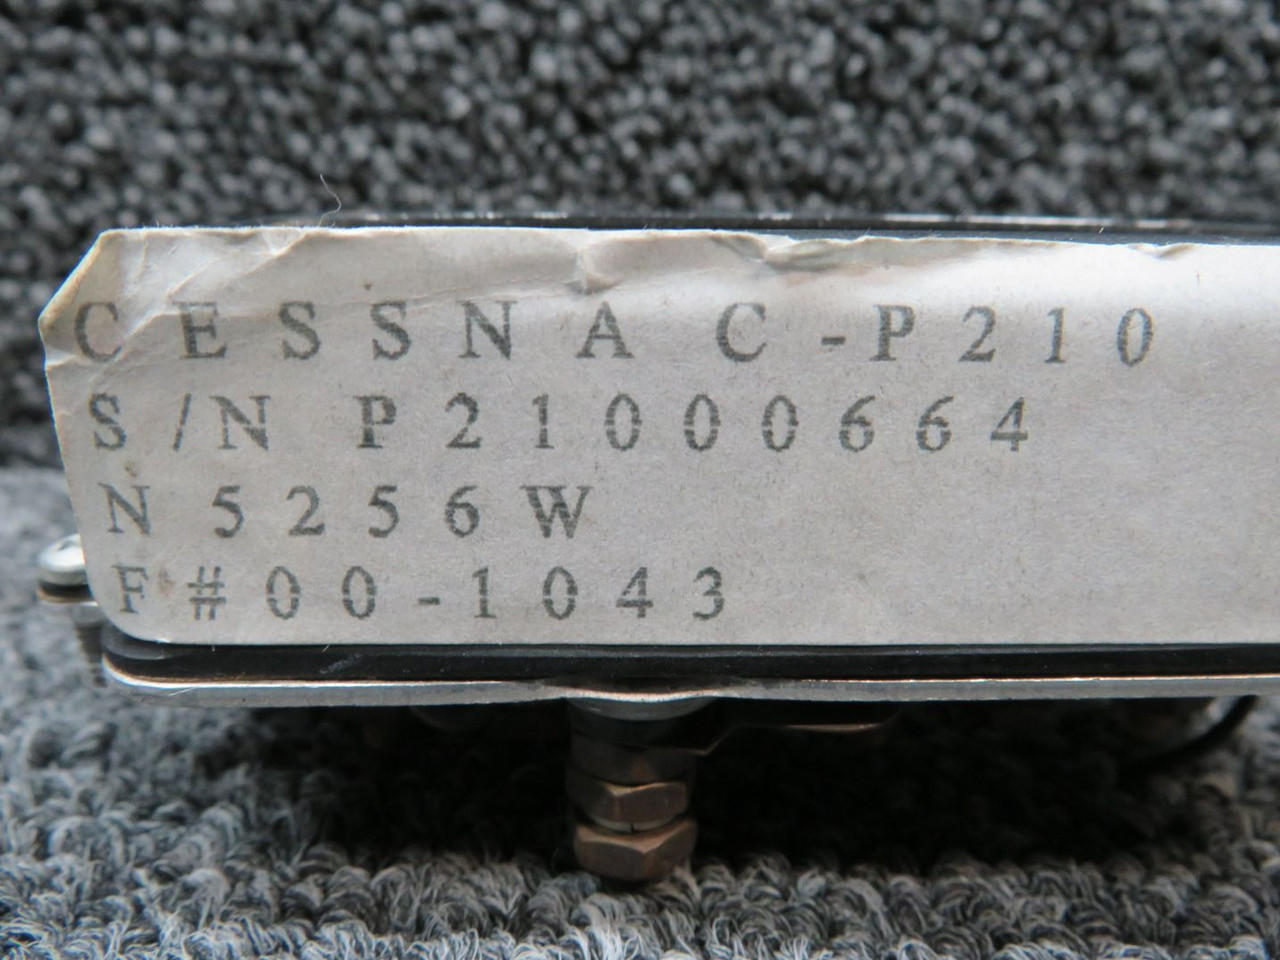 CESSNA C-P210
S/N P21000664
N5256W
F#00-1043